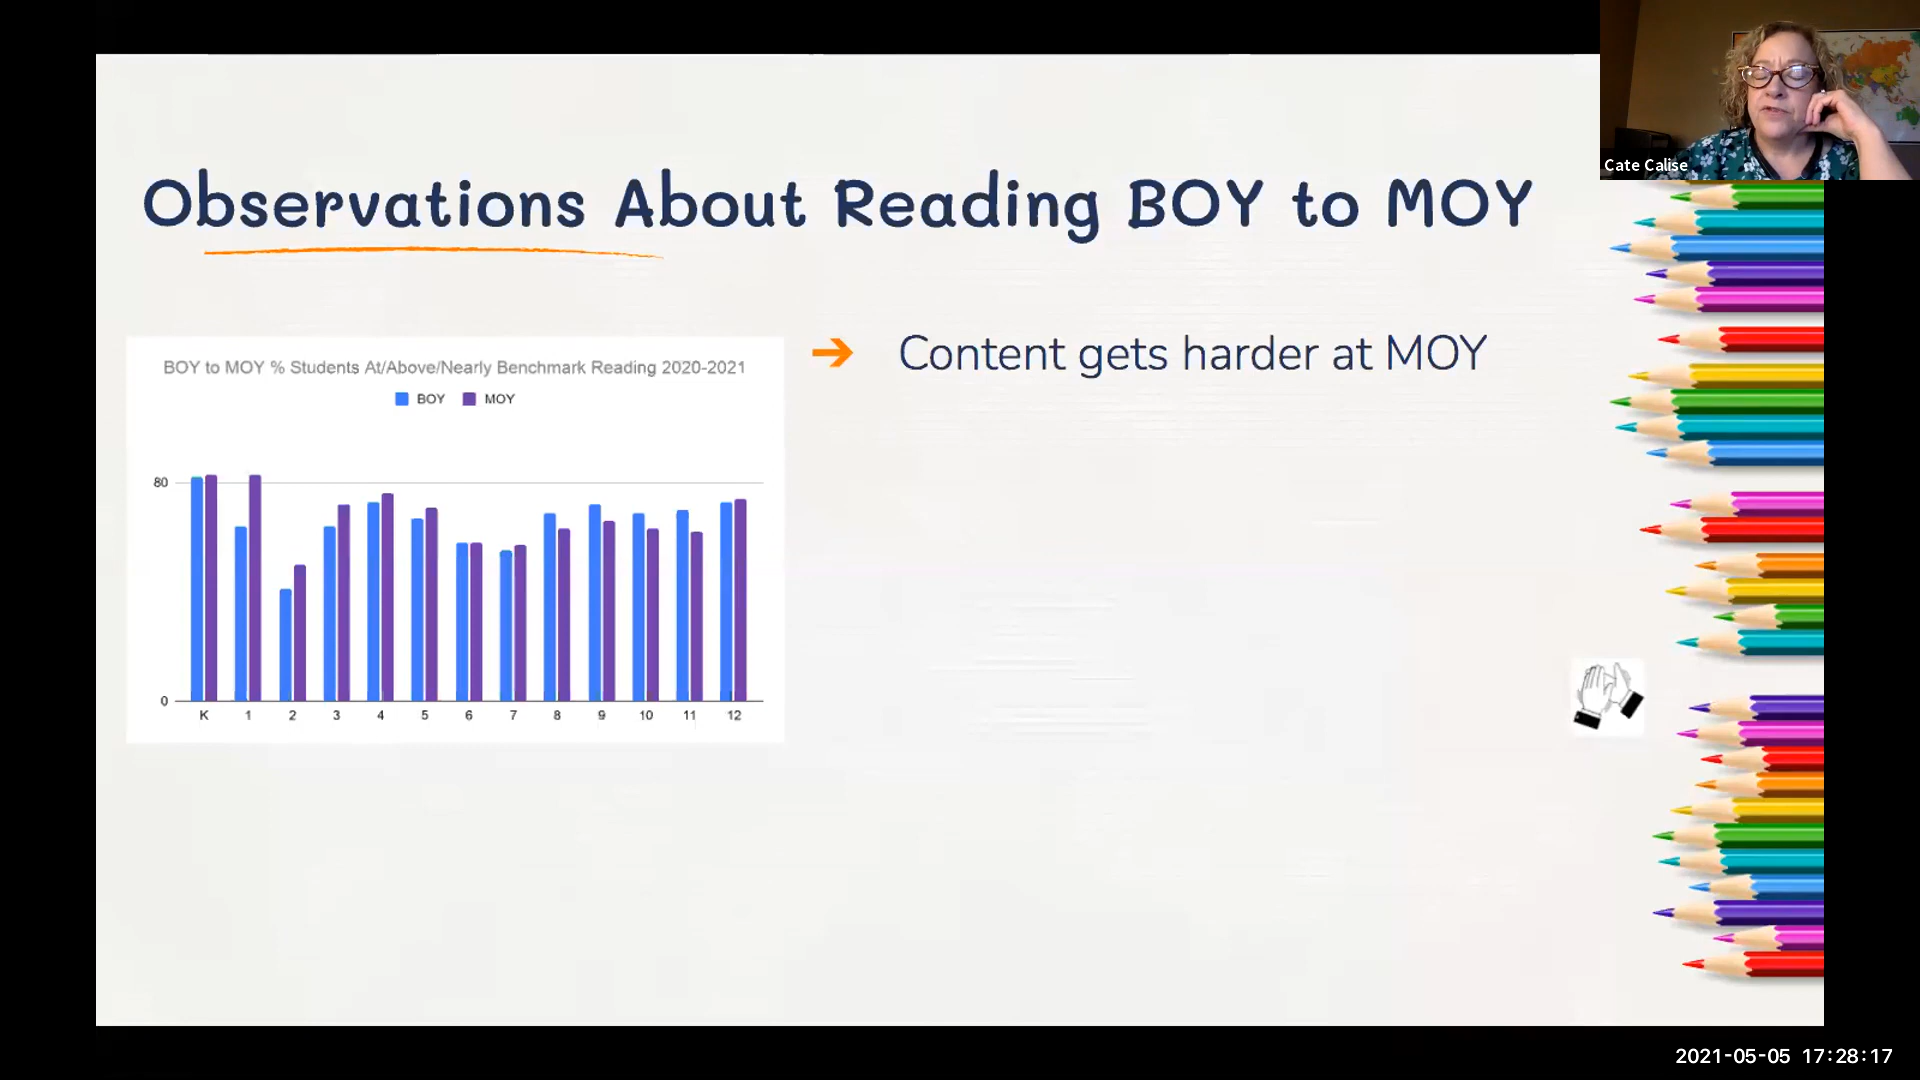 Cate Calise
Observations About Reading BOY to MOY
BOY to MOY % Students At/Above/Nearly Benchmark Reading 2020-2021
BOY MOY
80
0
K 1 2 3 4 5 6 7 8 9 10 11 12
Content gets harder at MOY
2021-05-05 17:28:17